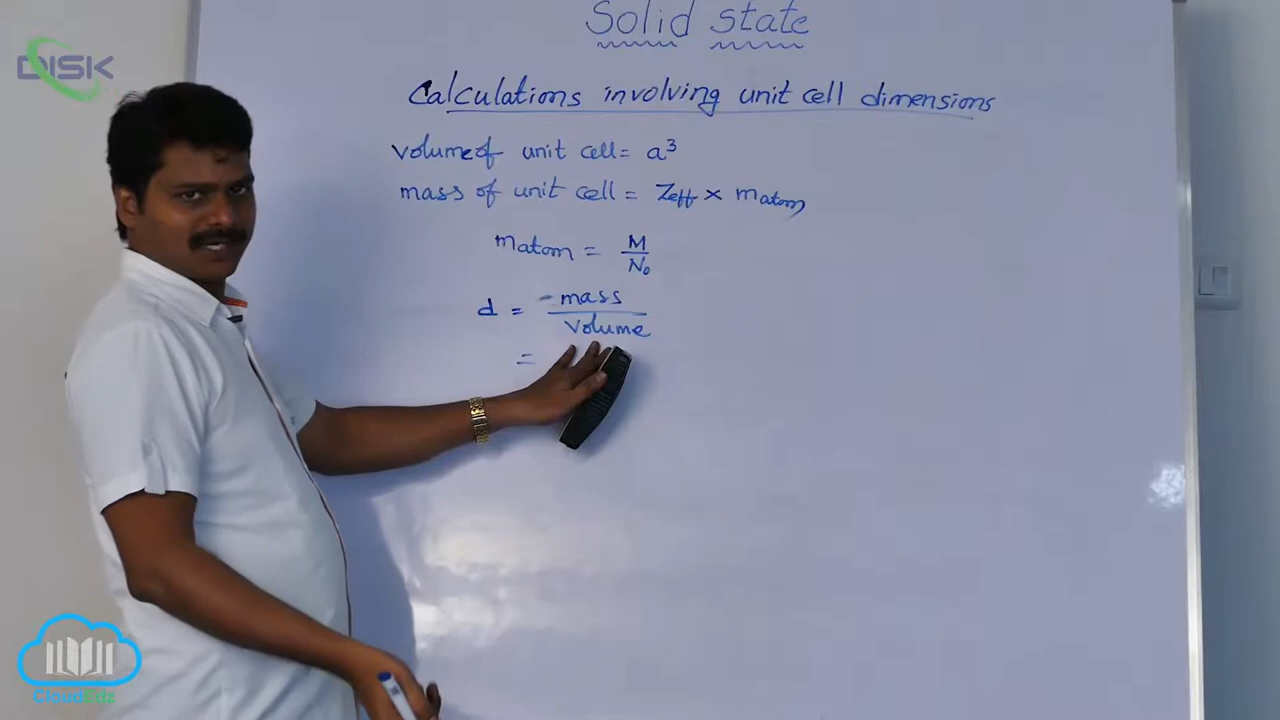 DISK
Solid state
Calculations involving unit cell dimensions
volume of unit cell = a³
mass of unit cell = Zeff × matom
matom = M/N₀
d = mass/volume
=
CloudEdz